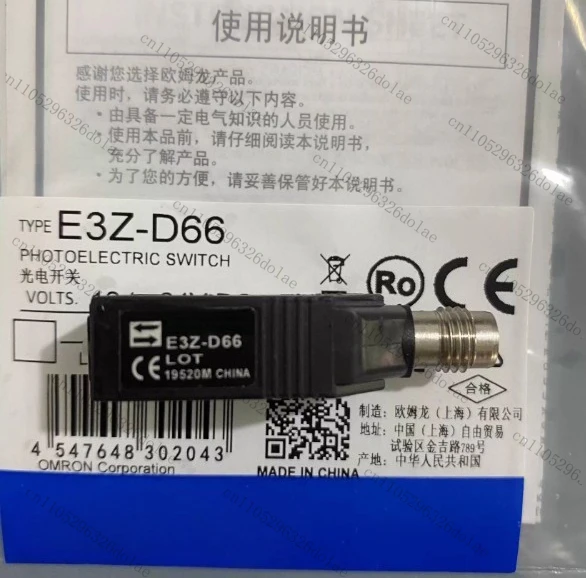 使用说明书
感谢您选择欧姆龙产品。
使用时，请务必遵守以下内容。
・由具备一定电气知识的人员使用。
・使用本品前，请仔细阅读本说明书，
充分了解产品。
・为了您的方便，请妥善保管好本说明书。
TYPE E3Z-D66
PHOTOELECTRIC SWITCH
光电开关
VOLTS.
Ro
CE
E3Z-D66
LOT
CE 19520M CHINA
合格
制造: 欧姆龙 (上海) 有限公司
地址: 中国 (上海) 自由贸易
试验区金吉路789号
产地: 中华人民共和国
4 547648 302043
OMRON Corporation
MADE IN CHINA
cn1105296326dolae